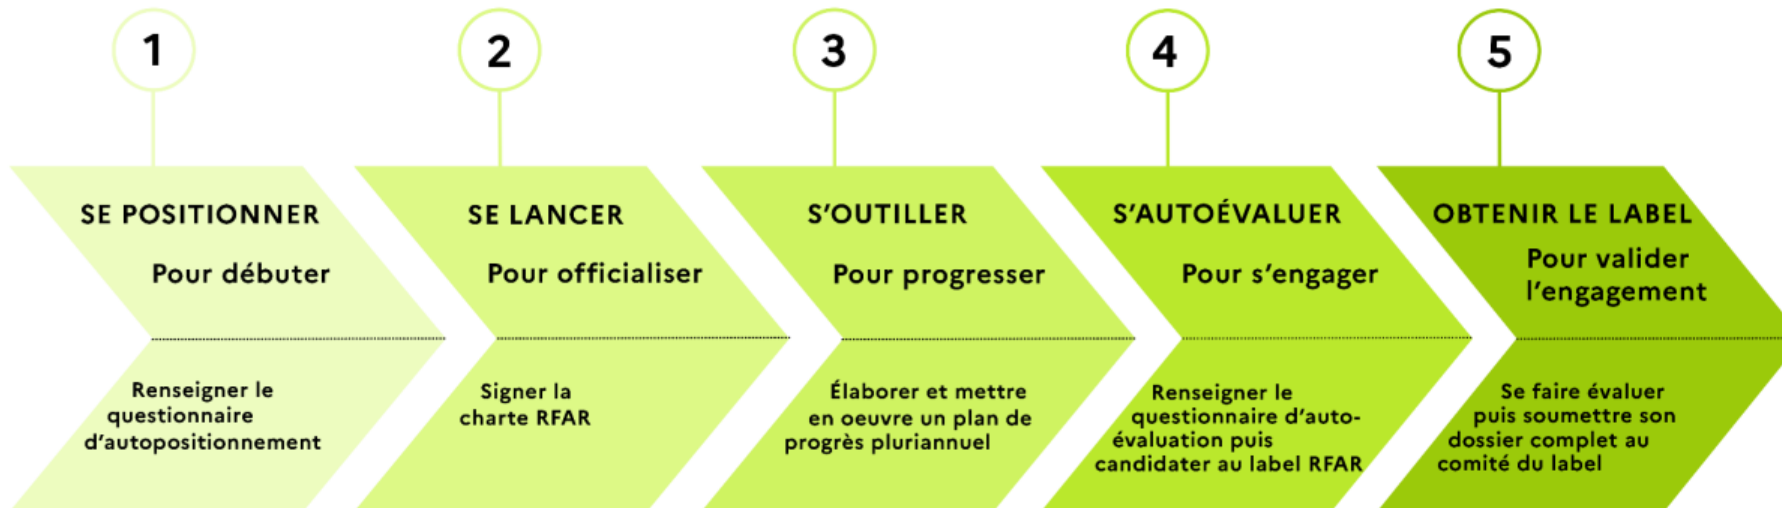 1
SE POSITIONNER
Pour débuter
Renseigner le
questionnaire
d'autopositionnement
2
SE LANCER
Pour officialiser
Signer la
charte RFAR
3
S'OUTILLER
Pour progresser
Élaborer et mettre
en oeuvre un plan de
progrès pluriannuel
4
S'AUTOÉVALUER
Pour s'engager
Renseigner le
questionnaire d'auto-
évaluation puis
candidater au label RFAR
5
OBTENIR LE LABEL
Pour valider
l'engagement
Se faire évaluer
puis soumettre son
dossier complet au
comité du label